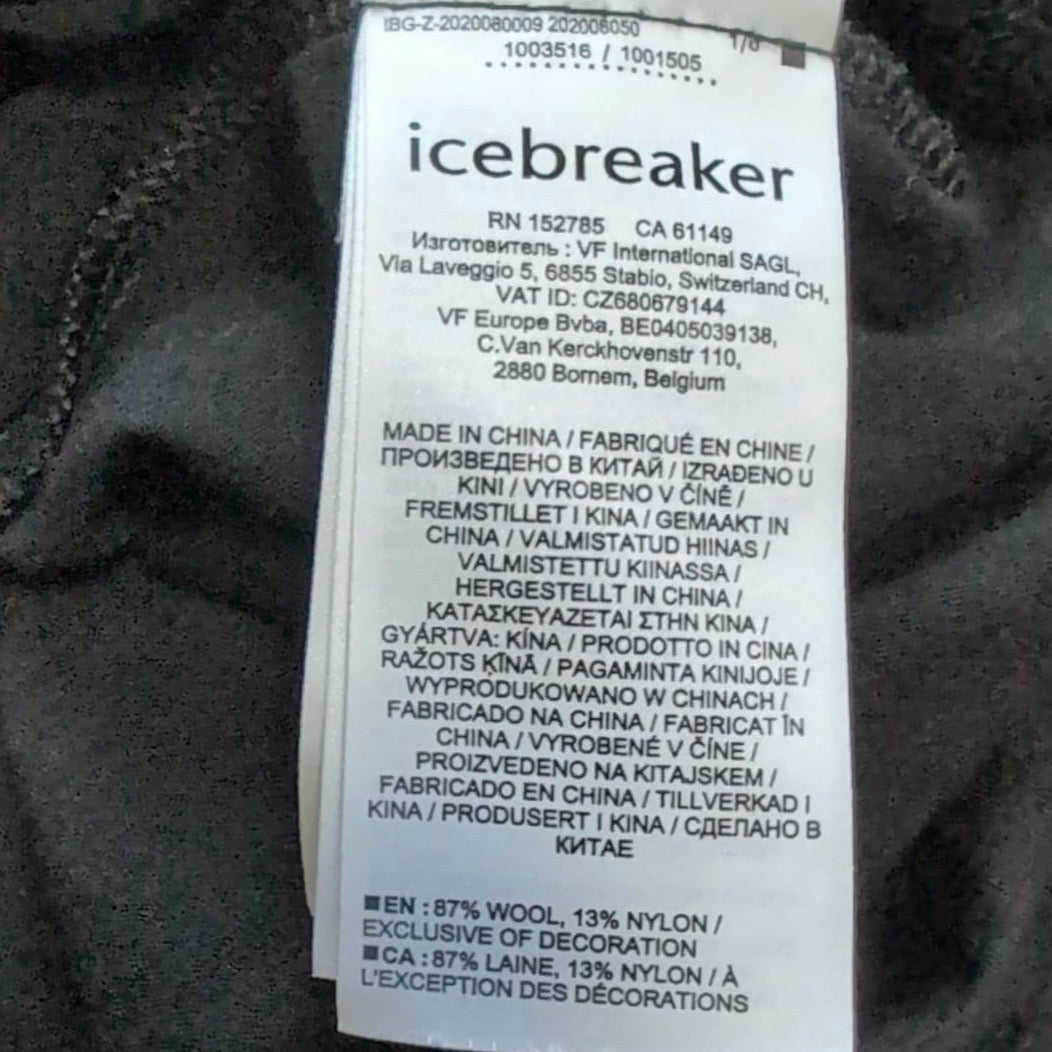 IBG-Z-2020080009 202006050 1/8
1003516 / 1001505
icebreaker
RN 152785 CA 61149
Изготовитель : VF International SAGL,
Via Laveggio 5, 6855 Stabio, Switzerland CH,
VAT ID: CZ680679144
VF Europe Bvba, BE0405039138,
C.Van Kerckhovenstr 110,
2880 Bornem, Belgium
MADE IN CHINA / FABRIQUÉ EN CHINE /
ПРОИЗВЕДЕНО В КИТАЙ / IZRAĐENO U
KINI / VYROBENO V ČÍNĚ /
FREMSTILLET I KINA / GEMAAKT IN
CHINA / VALMISTATUD HIINAS /
VALMISTETTU KIINASSA /
HERGESTELLT IN CHINA /
ΚΑΤΑΣΚΕΥΑΖΕΤΑΙ ΣΤΗΝ ΚΙΝΑ /
GYÁRTVA: KÍNA / PRODOTTO IN CINA /
RAŽOTS ĶĪNĀ / PAGAMINTA KINIJOJE /
WYPRODUKOWANO W CHINACH /
FABRICADO NA CHINA / FABRICAT ÎN
CHINA / VYROBENÉ V ČÍNE /
PROIZVEDENO NA KITAJSKEM /
FABRICADO EN CHINA / TILLVERKAD I
KINA / PRODUSERT I KINA / СДЕЛАНО В
КИТАЕ
EN : 87% WOOL, 13% NYLON /
EXCLUSIVE OF DECORATION
CA : 87% LAINE, 13% NYLON / À
L'EXCEPTION DES DÉCORATIONS